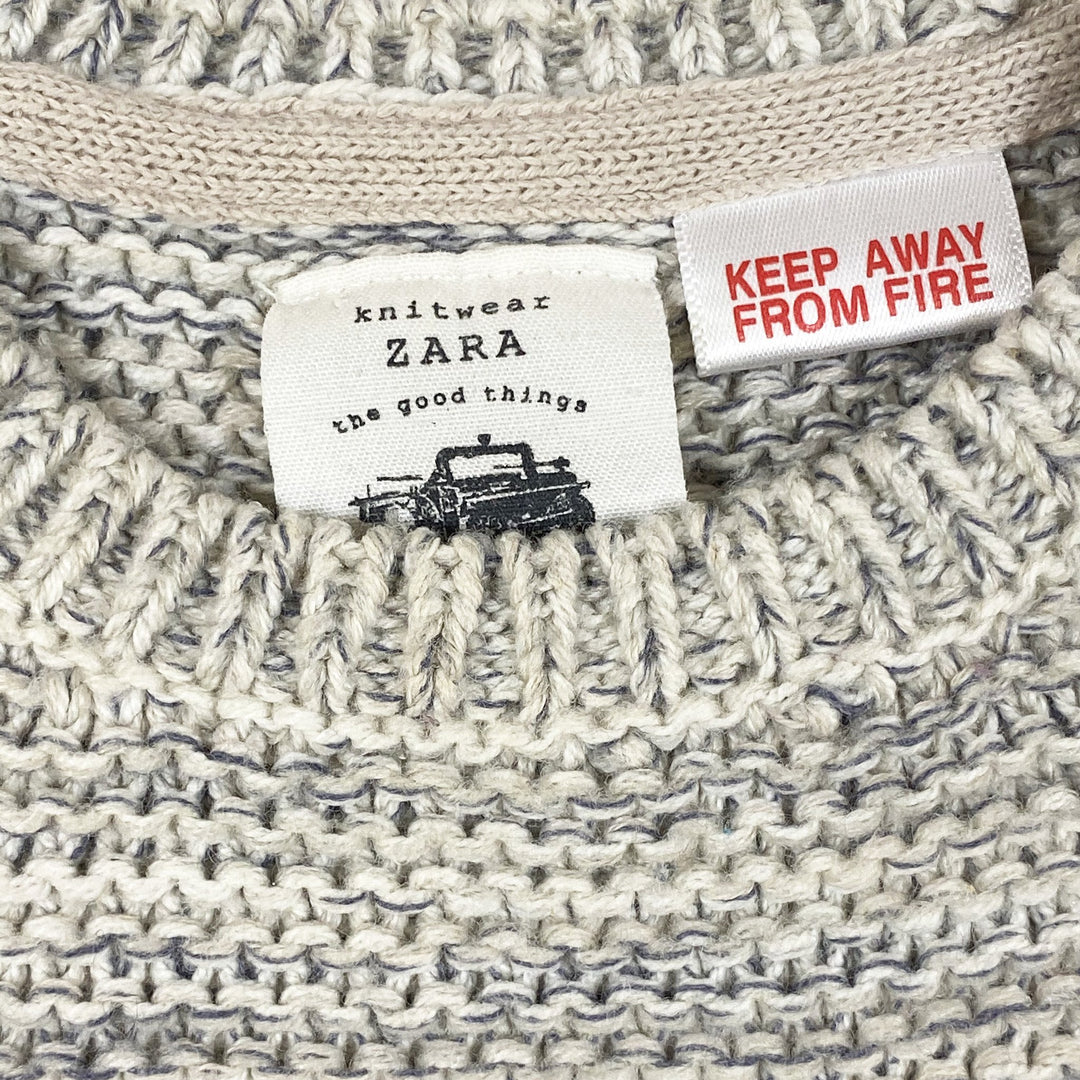 knitwear
ZARA
the good things
KEEP AWAY
FROM FIRE